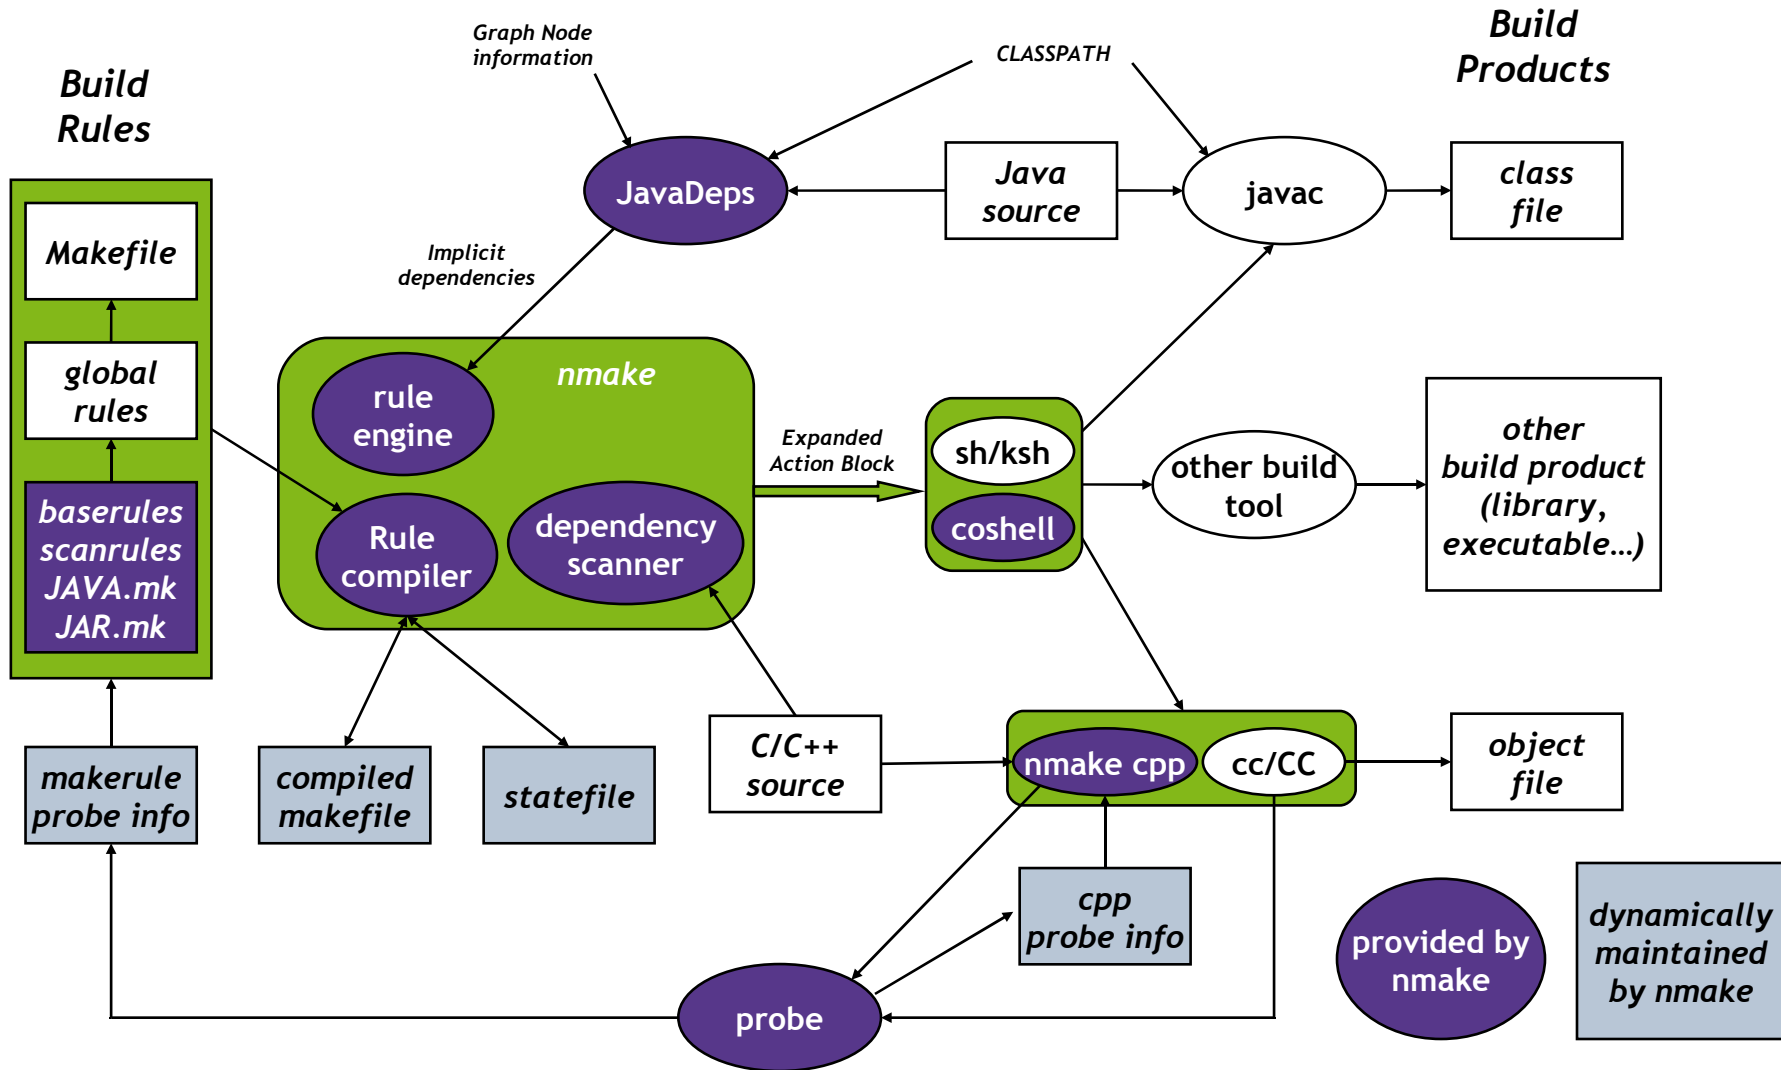 Graph Node
information
CLASSPATH
Build
Products
Build
Rules
JavaDeps
Java
source
javac
class
file
Makefile
Implicit
dependencies
global
rules
nmake
rule
engine
Expanded
Action Block
sh/ksh
coshell
other build
tool
other
build product
(library,
executable…)
baserules
scanrules
JAVA.mk
JAR.mk
Rule
compiler
dependency
scanner
makerule
probe info
compiled
makefile
statefile
C/C++
source
nmake cpp
cc/CC
object
file
cpp
probe info
probe
provided by
nmake
dynamically
maintained
by nmake